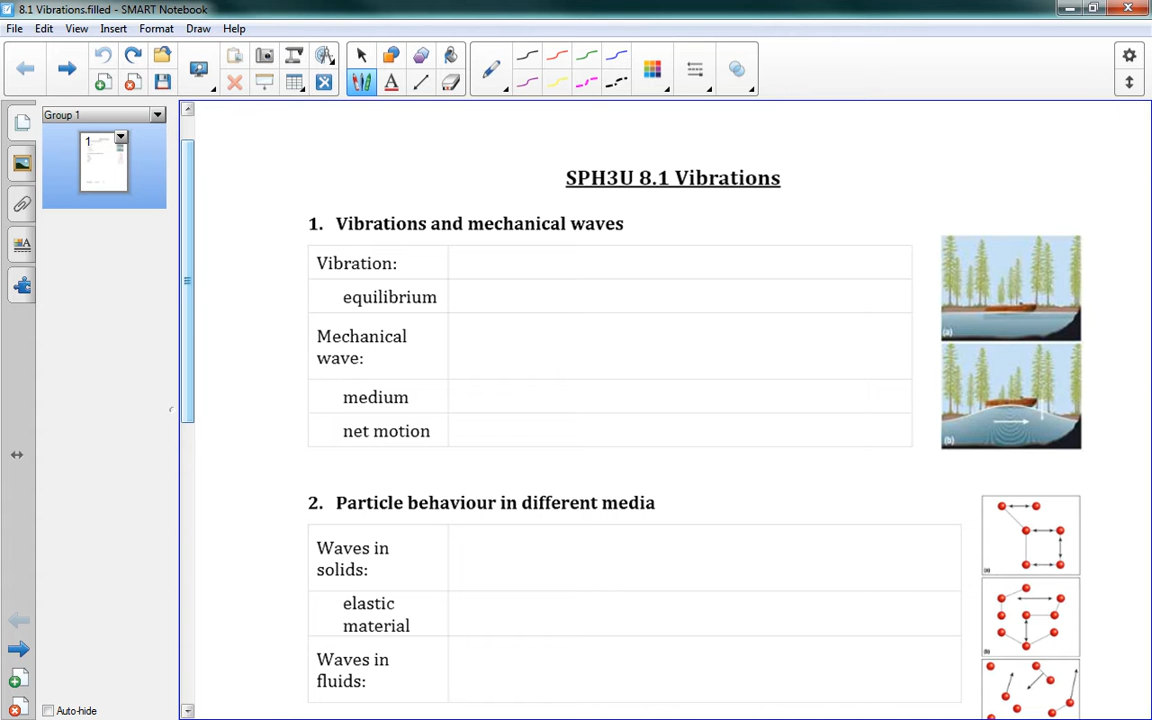 8.1 Vibrations.filled - SMART Notebook
File Edit View Insert Format Draw Help
Group 1
1
SPH3U 8.1 Vibrations
1. Vibrations and mechanical waves
Vibration:
equilibrium
Mechanical
wave:
medium
net motion
(a)
(b)
2. Particle behaviour in different media
Waves in
solids:
elastic
material
Waves in
fluids:
(a)
(b)
Auto-hide